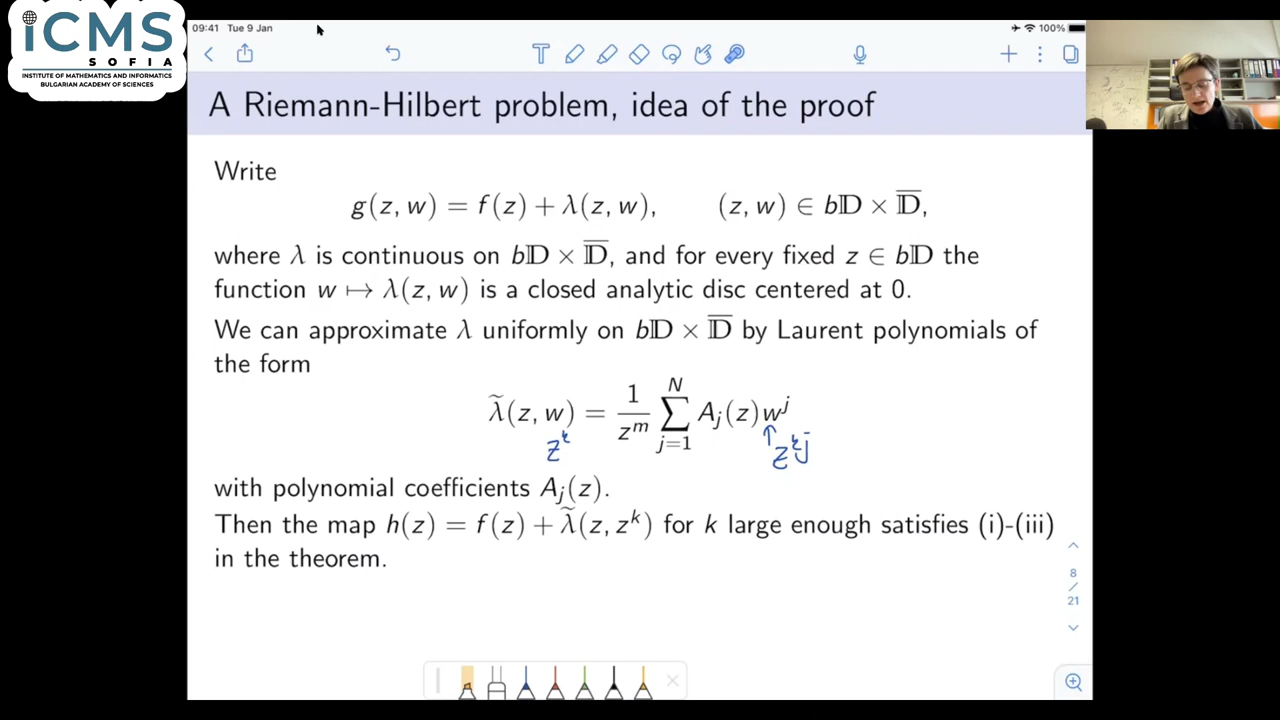 iCMS
SOFIA
INSTITUTE OF MATHEMATICS AND INFORMATICS
BULGARIAN ACADEMY OF SCIENCES
09:41 Tue 9 Jan
100%
A Riemann-Hilbert problem, idea of the proof
Write
g(z, w) = f(z) + λ(z, w), (z, w) ∈ b𝔻 × 𝔻̅,
where λ is continuous on b𝔻 × 𝔻̅, and for every fixed z ∈ b𝔻 the
function w ↦ λ(z, w) is a closed analytic disc centered at 0.
We can approximate λ uniformly on b𝔻 × 𝔻̅ by Laurent polynomials of
the form
λ̃(z, w) = 1/z^m ∑_{j=1}^{N} A_j(z)w^j
z^k ↑ z^{kj}
with polynomial coefficients A_j(z).
Then the map h(z) = f(z) + λ̃(z, z^k) for k large enough satisfies (i)-(iii)
in the theorem.
8
/
21